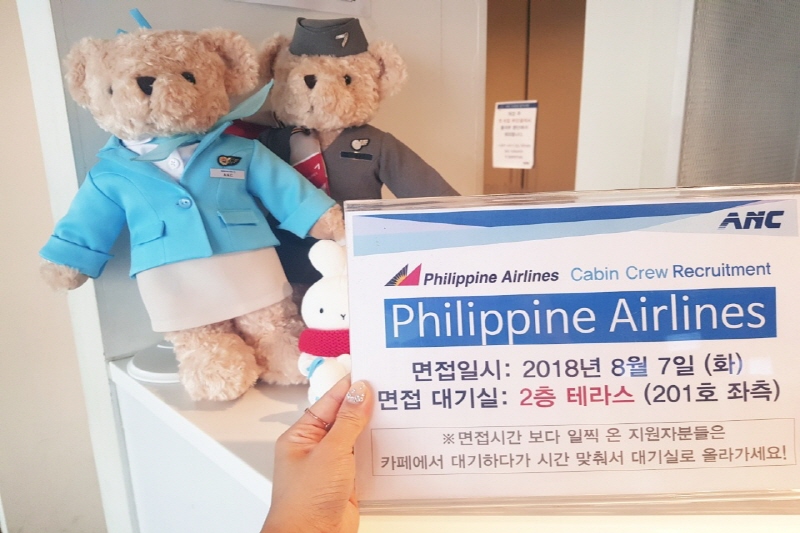 ANC
Philippine Airlines Cabin Crew Recruitment
Philippine Airlines
면접일시: 2018년 8월 7일 (화)
면접 대기실: 2층 테라스 (201호 좌측)
※면접시간 보다 일찍 온 지원자분들은
카페에서 대기하다가 시간 맞춰서 대기실로 올라가세요!